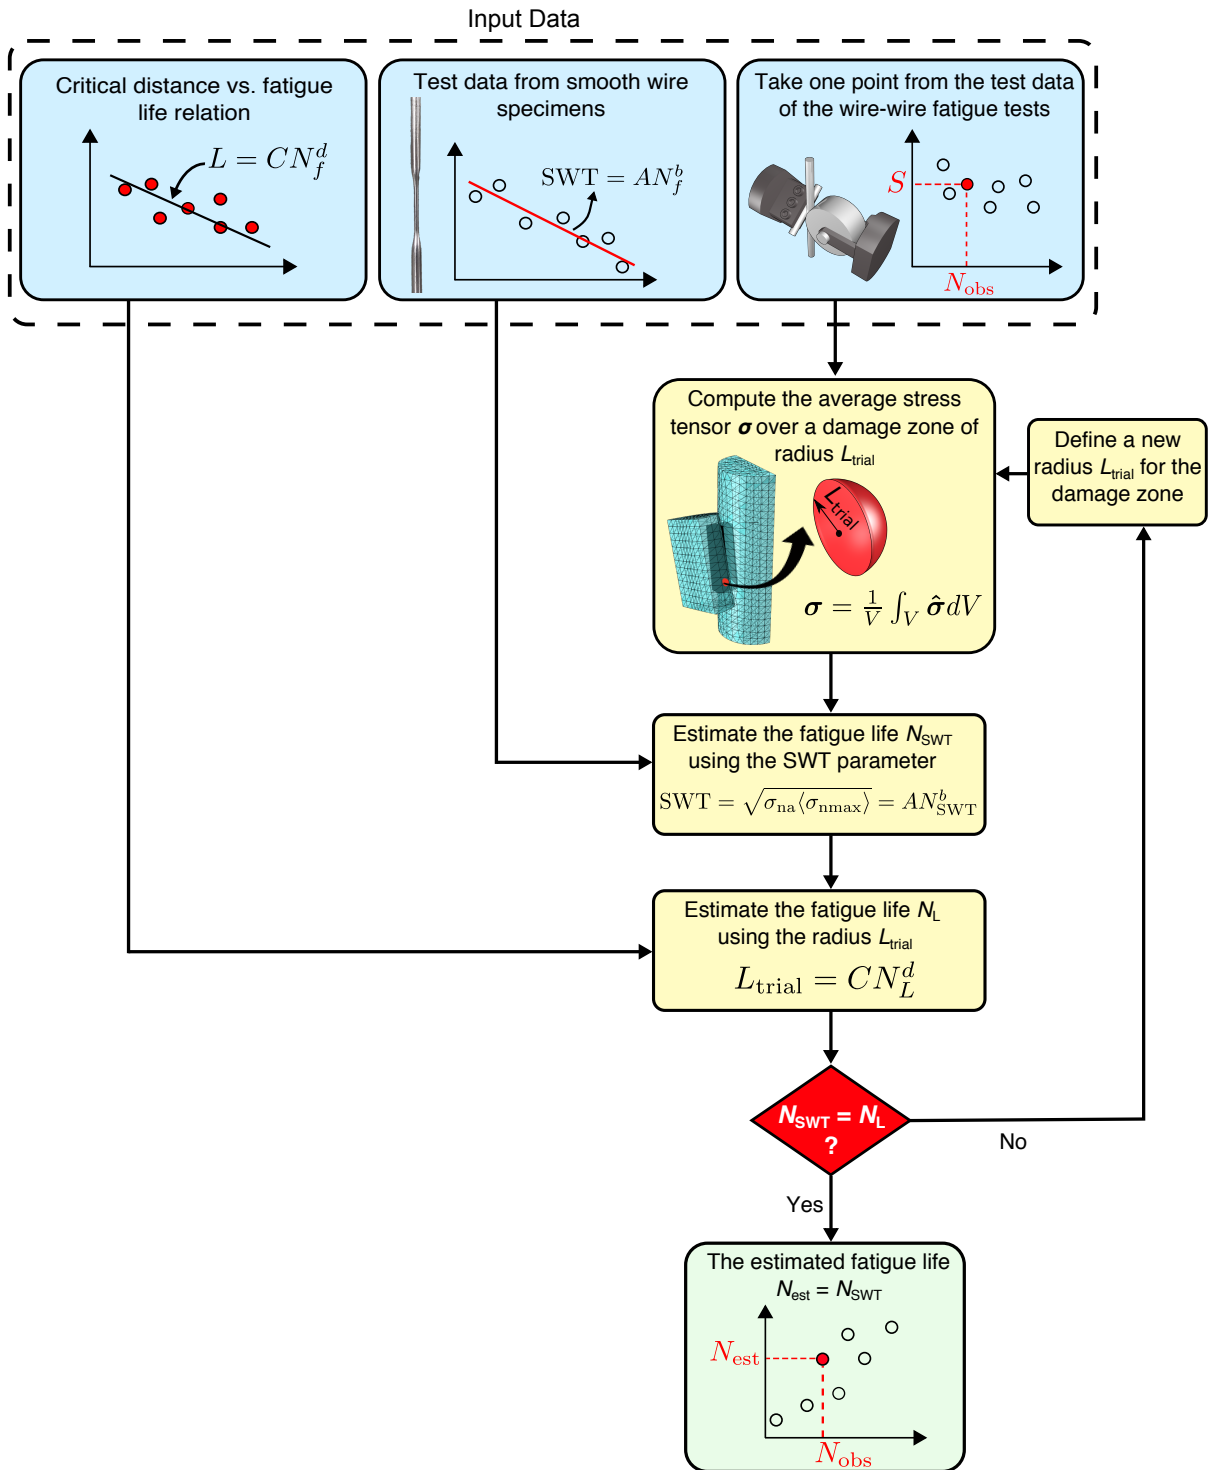 Input Data
Critical distance vs. fatigue
life relation
L = CN_f^d
Test data from smooth wire
specimens
SWT = AN_f^b
Take one point from the test data
of the wire-wire fatigue tests
S
N_obs
Compute the average stress
tensor σ over a damage zone of
radius L_trial
L_trial
σ = 1/V ∫_V σ̂ dV
Define a new
radius L_trial for the
damage zone
Estimate the fatigue life N_SWT
using the SWT parameter
SWT = √σ_na⟨σ_nmax⟩ = AN_SWT^b
Estimate the fatigue life N_L
using the radius L_trial
L_trial = CN_L^d
N_SWT = N_L
?
No
Yes
The estimated fatigue life
N_est = N_SWT
N_est
N_obs